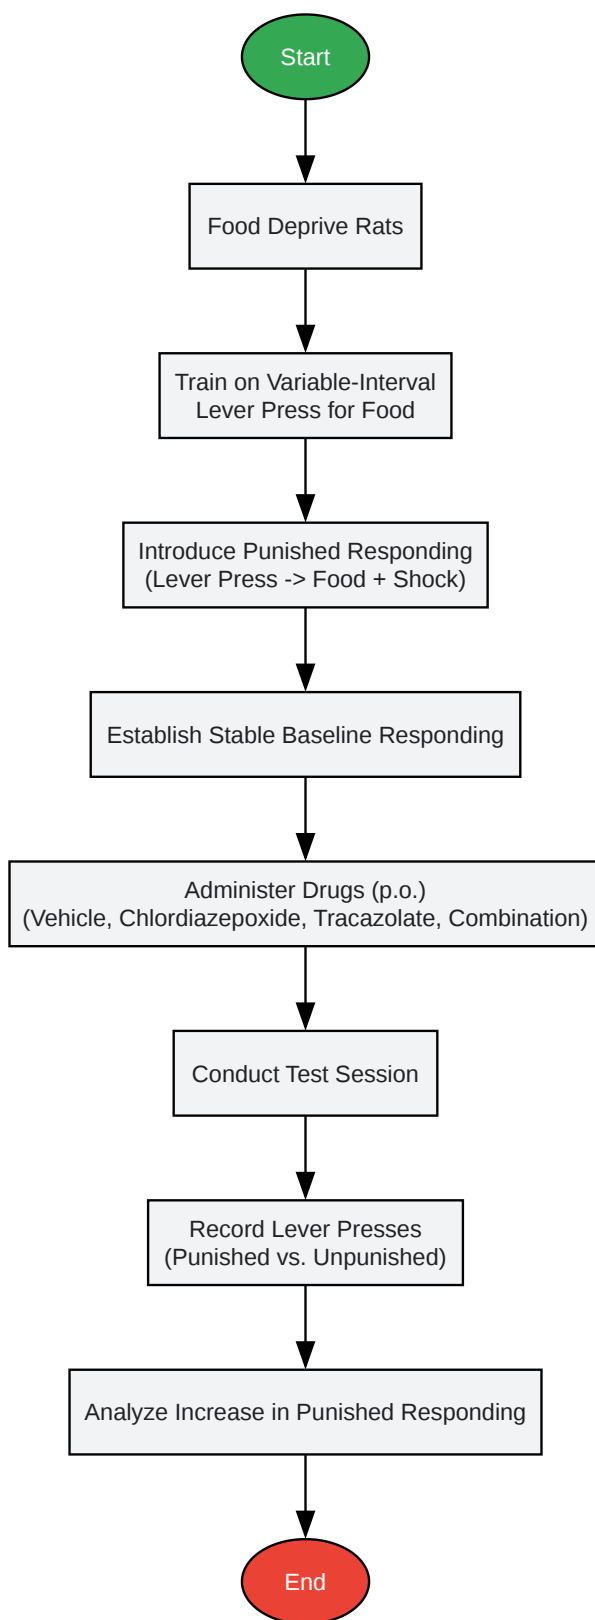 Start
Food Deprive Rats
Train on Variable-Interval
Lever Press for Food
Introduce Punished Responding
(Lever Press -> Food + Shock)
Establish Stable Baseline Responding
Administer Drugs (p.o.)
(Vehicle, Chlordiazepoxide, Tracazolate, Combination)
Conduct Test Session
Record Lever Presses
(Punished vs. Unpunished)
Analyze Increase in Punished Responding
End